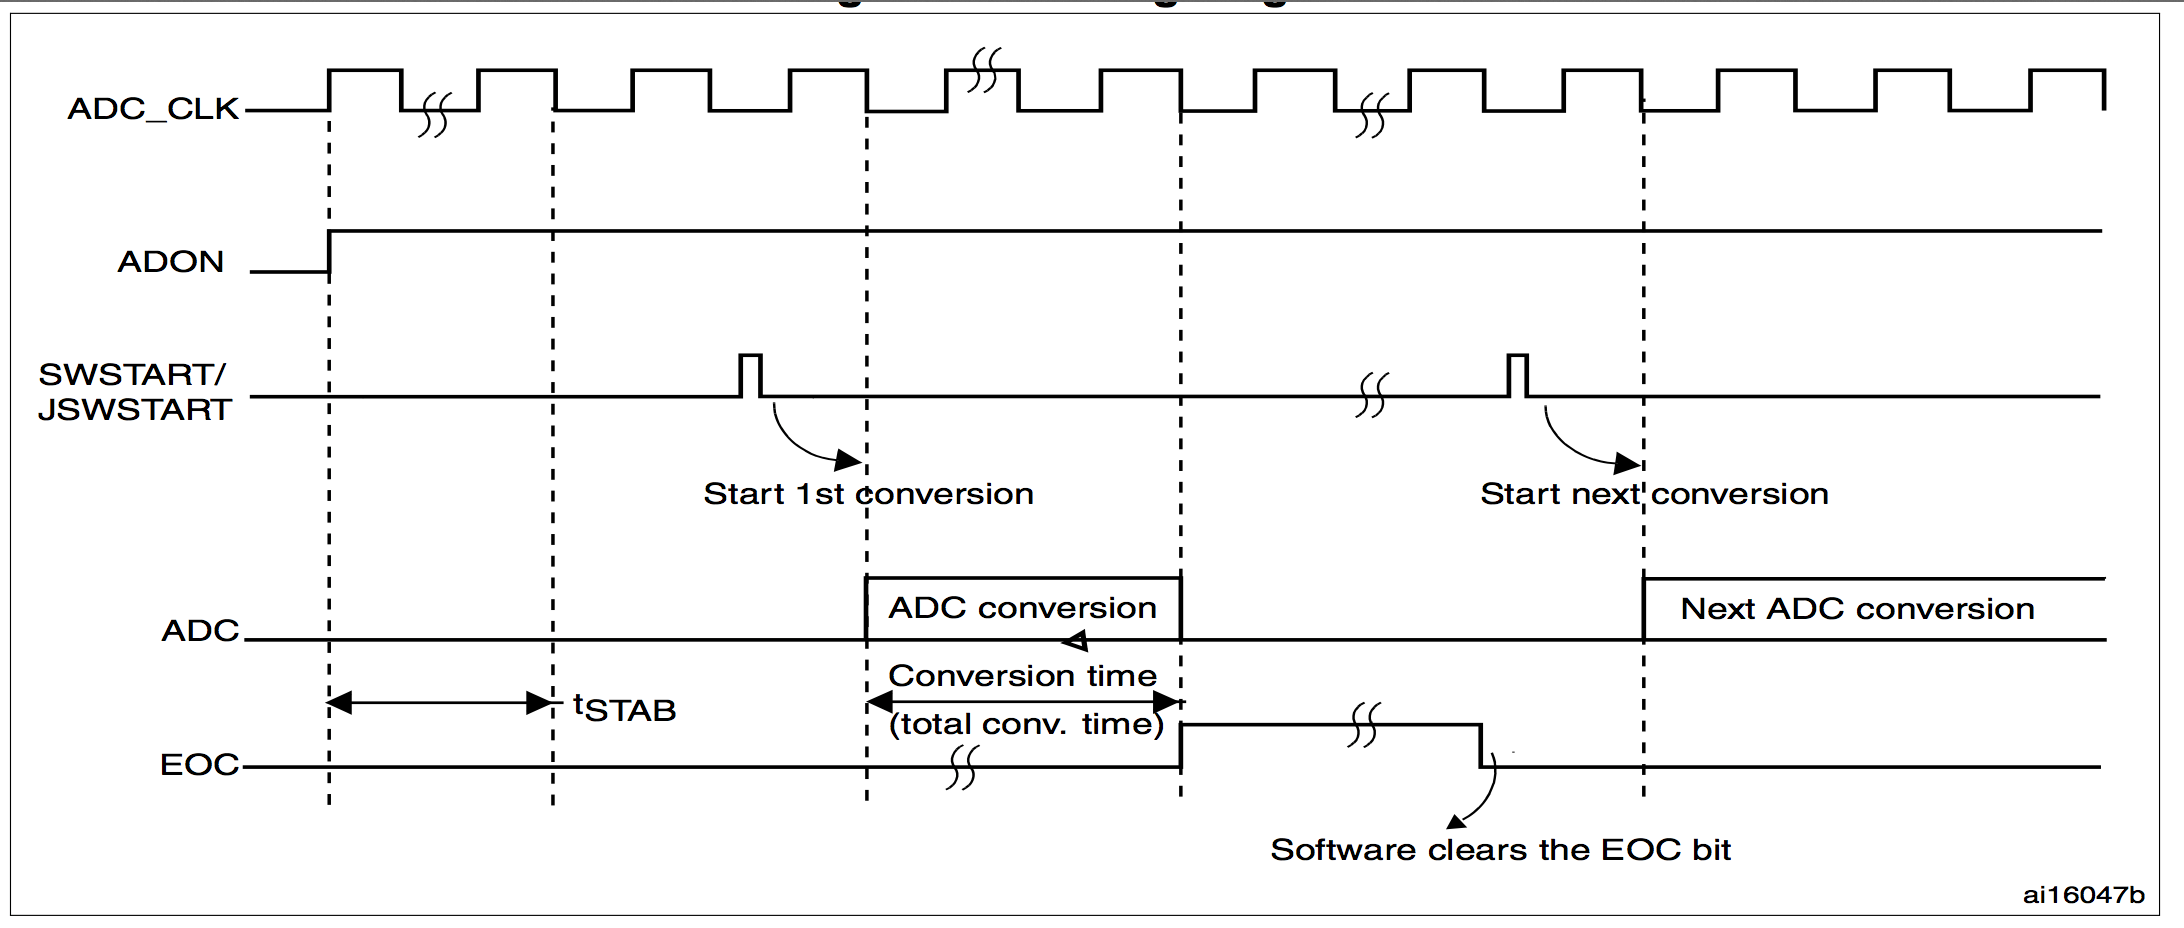 ADC_CLK
ADON
SWSTART/
JSWSTART
Start 1st conversion
Start next conversion
ADC
ADC conversion
Next ADC conversion
Conversion time
tSTAB
(total conv. time)
EOC
Software clears the EOC bit
ai16047b